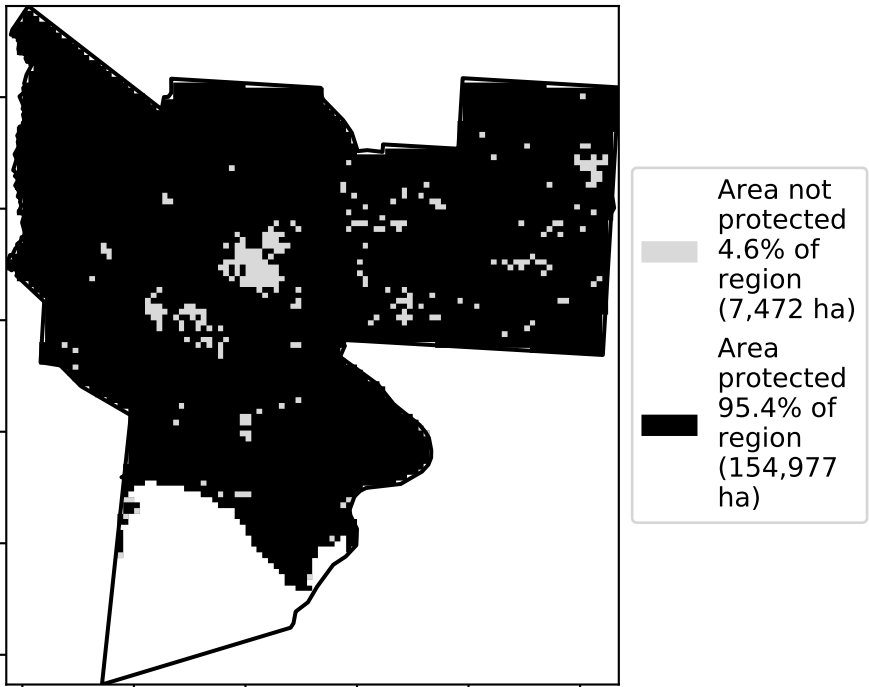 Area not
protected
4.6% of
region
(7,472 ha)
Area
protected
95.4% of
region
(154,977
ha)